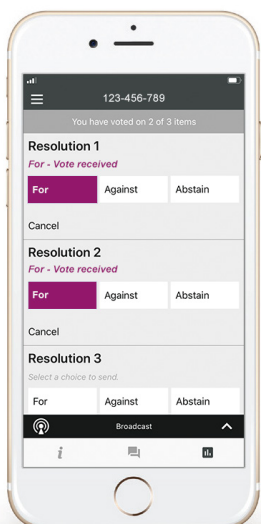 123-456-789
You have voted on 2 of 3 items
Resolution 1
For - Vote received
For Against Abstain
Cancel
Resolution 2
For - Vote received
For Against Abstain
Cancel
Resolution 3
Select a choice to send.
For Against Abstain
Broadcast
i